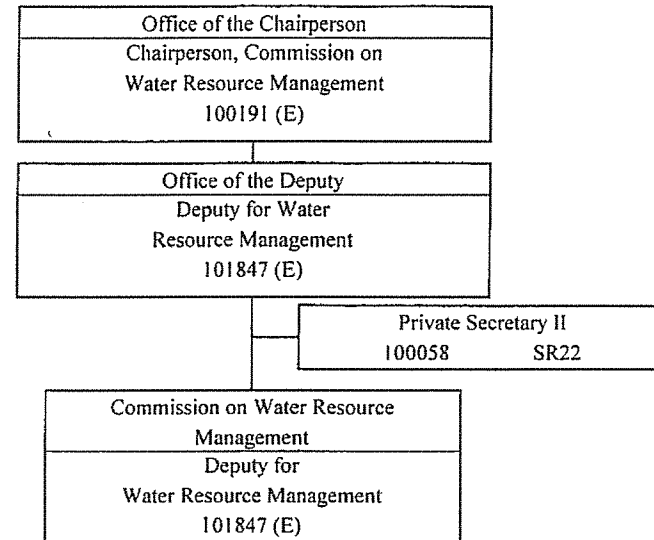 Office of the Chairperson
Chairperson, Commission on
Water Resource Management
100191 (E)
Office of the Deputy
Deputy for Water
Resource Management
101847 (E)
Private Secretary II
100058 SR22
Commission on Water Resource
Management
Deputy for
Water Resource Management
101847 (E)